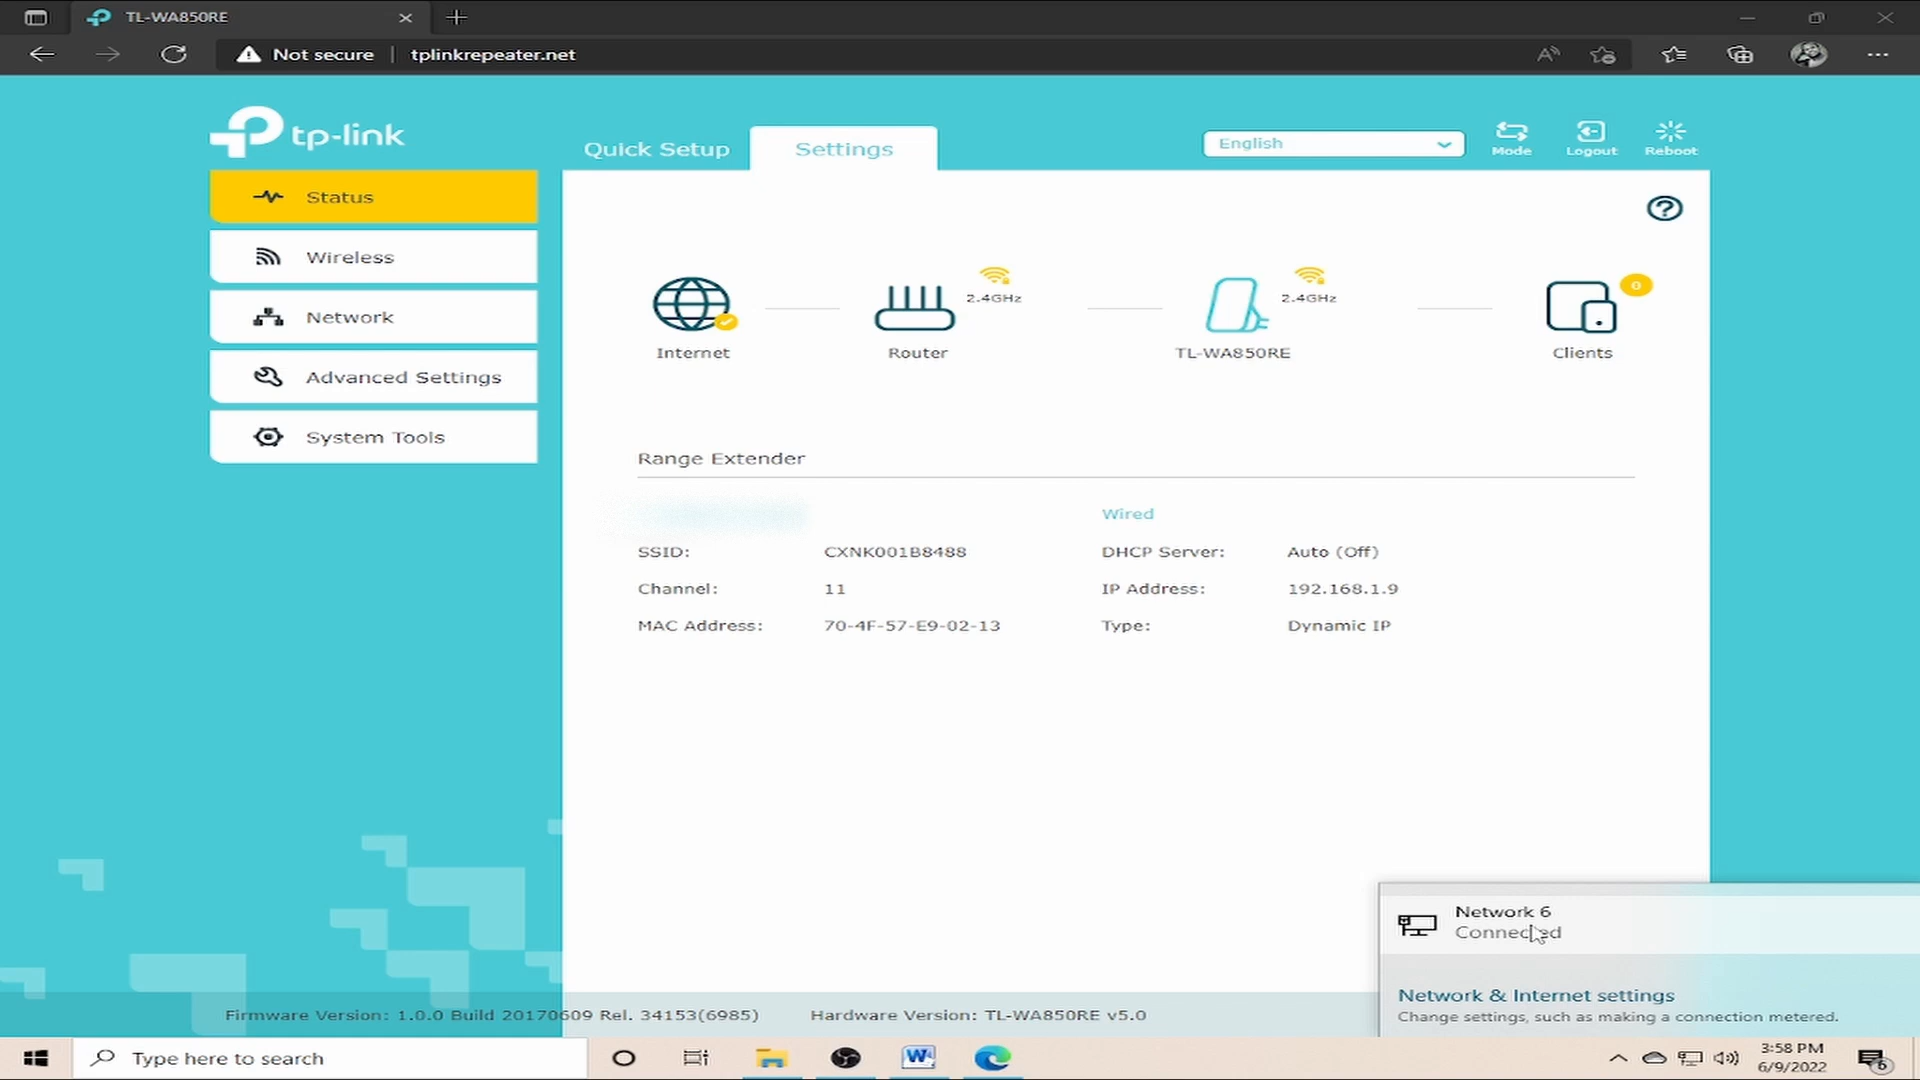 TL-WA850RE
Not secure
tplinkrepeater.net
tp-link
Quick Setup
Settings
English
Mode
Logout
Reboot
Status
Wireless
Network
Advanced Settings
System Tools
2.4GHz
2.4GHz
0
Internet
Router
TL-WA850RE
Clients
Range Extender
Wired
SSID: CXNK001B8488
DHCP Server: Auto (Off)
Channel: 11
IP Address: 192.168.1.9
MAC Address: 70-4F-57-E9-02-13
Type: Dynamic IP
Network 6
Connected
Network & Internet settings
Change settings, such as making a connection metered.
Firmware Version: 1.0.0 Build 20170609 Rel. 34153(6985)
Hardware Version: TL-WA850RE v5.0
Type here to search
3:58 PM
6/9/2022
6